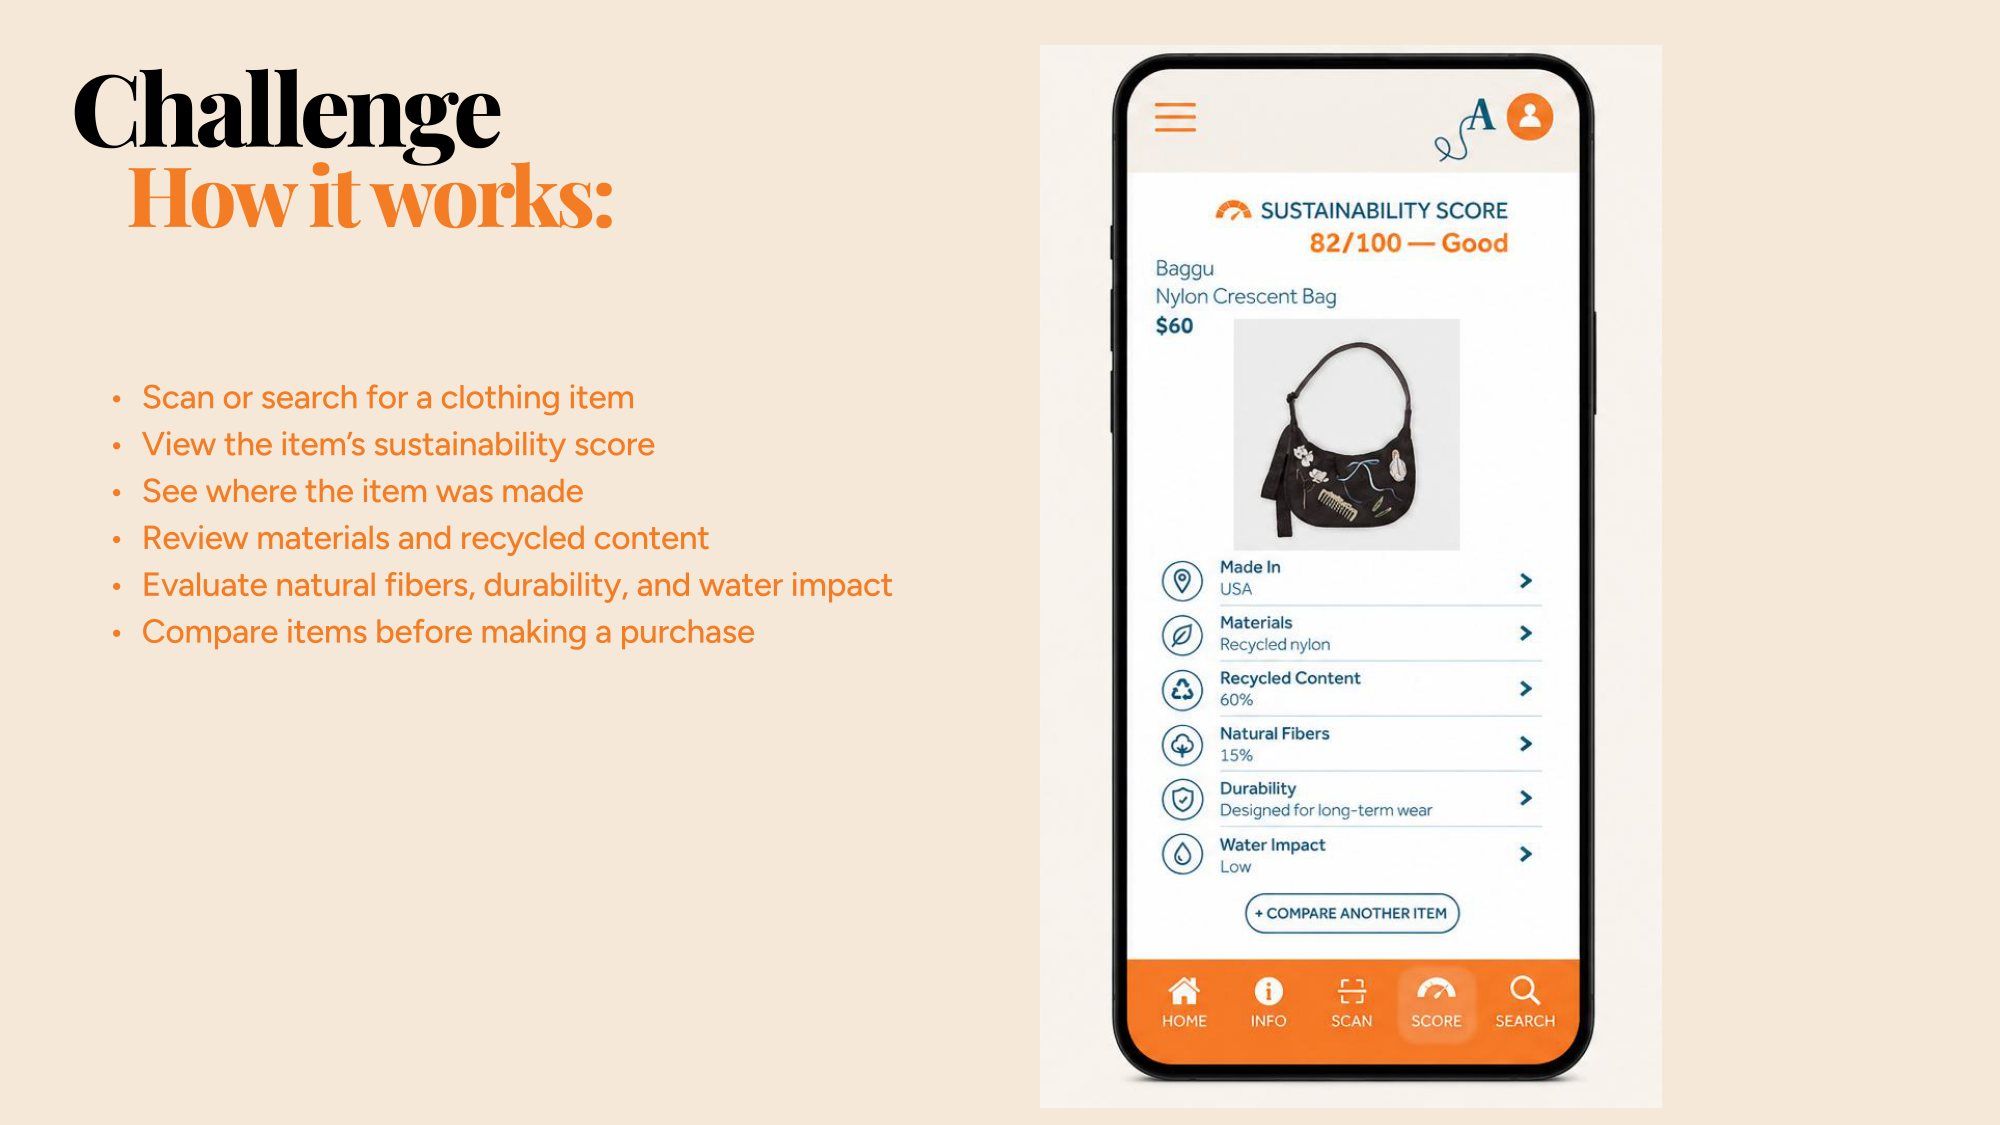 Challenge
How it works:
• Scan or search for a clothing item
• View the item’s sustainability score
• See where the item was made
• Review materials and recycled content
• Evaluate natural fibers, durability, and water impact
• Compare items before making a purchase
A
SUSTAINABILITY SCORE
82/100 — Good
Baggu
Nylon Crescent Bag
$60
Made In
USA
Materials
Recycled nylon
Recycled Content
60%
Natural Fibers
15%
Durability
Designed for long-term wear
Water Impact
Low
+ COMPARE ANOTHER ITEM
HOME INFO SCAN SCORE SEARCH